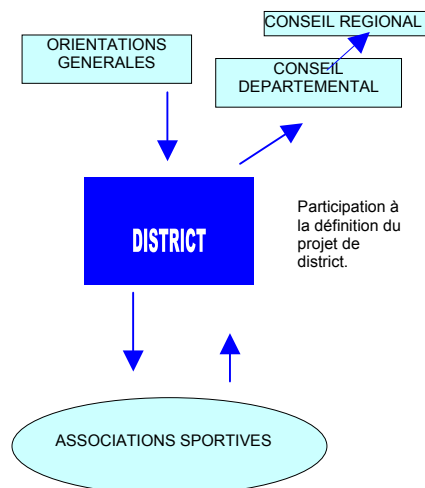 CONSEIL REGIONAL
ORIENTATIONS
GENERALES
CONSEIL
DEPARTEMENTAL
DISTRICT
Participation à
la définition du
projet de
district.
ASSOCIATIONS SPORTIVES